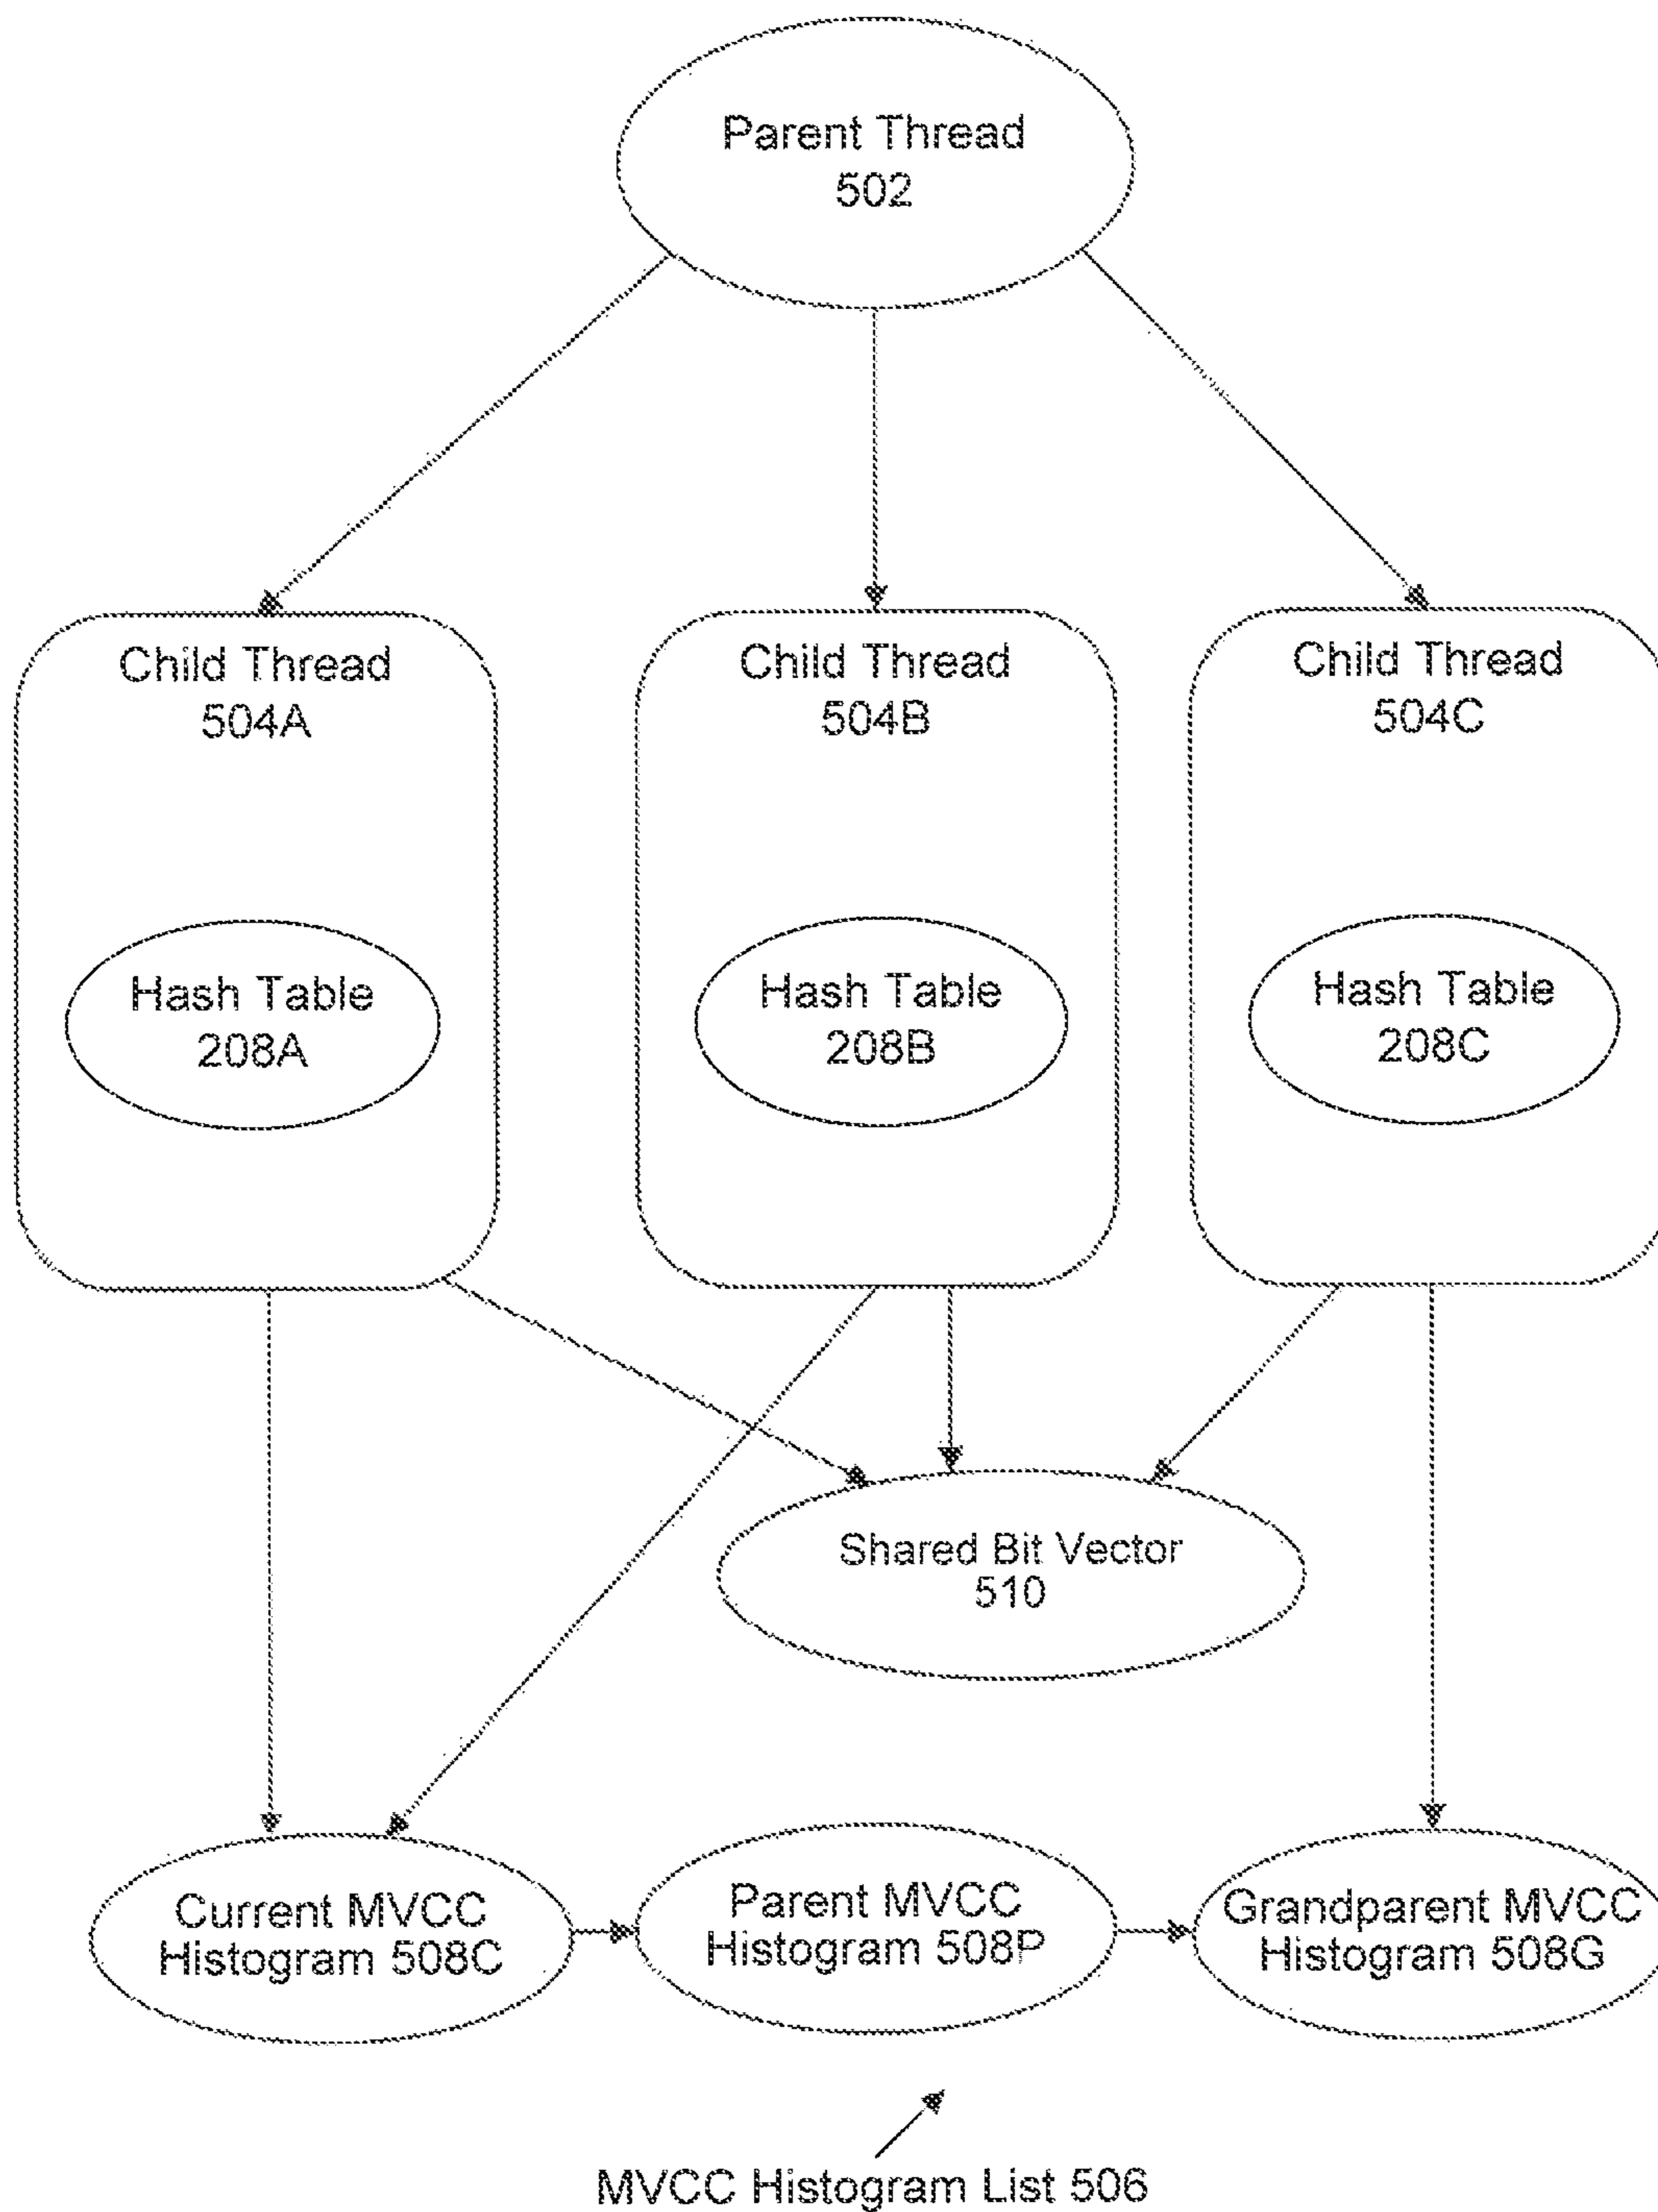 Parent Thread
502
Child Thread
504A
Child Thread
504B
Child Thread
504C
Hash Table
208A
Hash Table
208B
Hash Table
208C
Shared Bit Vector
510
Current MVCC
Histogram 508C
Parent MVCC
Histogram 508P
Grandparent MVCC
Histogram 508G
MVCC Histogram List 506